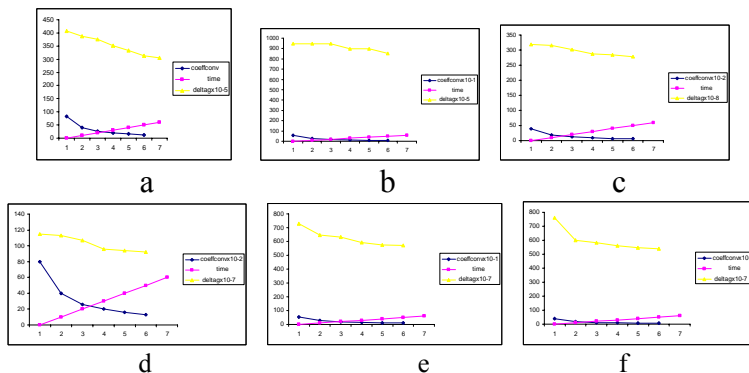 450
400
350
300
250
200
150
100
50
0
1 2 3 4 5 6 7
coeffconv
time
deltagx10-5
a
1000
900
800
700
600
500
400
300
200
100
0
1 2 3 4 5 6 7
coeffconvx10-1
time
deltagx10-5
b
350
300
250
200
150
100
50
0
1 2 3 4 5 6 7
coeffconvx10-2
time
deltagx10-8
c
140
120
100
80
60
40
20
0
1 2 3 4 5 6 7
coeffconvx10-2
time
deltagx10-7
d
800
700
600
500
400
300
200
100
0
1 2 3 4 5 6 7
coeffconvx10-1
time
deltagx10-7
e
800
700
600
500
400
300
200
100
0
1 2 3 4 5 6 7
coeffconvx10
time
deltagx10-7
f